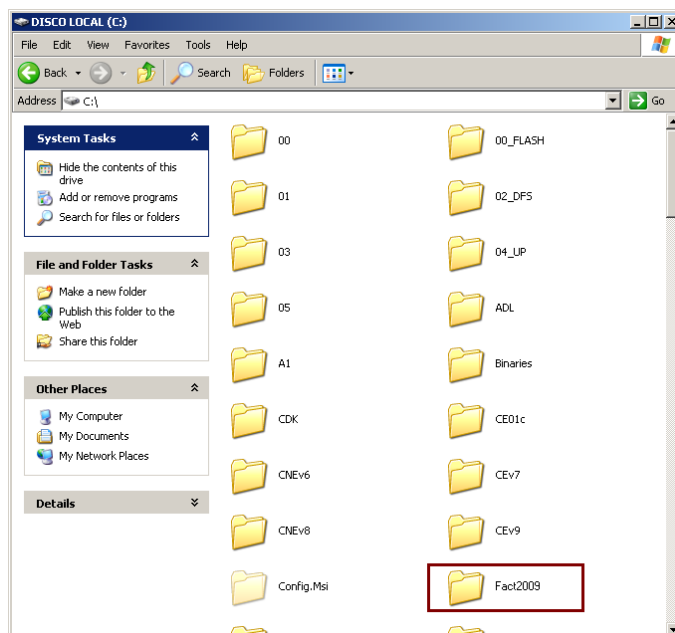 DISCO LOCAL (C:)
File Edit View Favorites Tools Help
Back Search Folders
Address C:\ Go
System Tasks
Hide the contents of this
drive
Add or remove programs
Search for files or folders
File and Folder Tasks
Make a new folder
Publish this folder to the
Web
Share this folder
Other Places
My Computer
My Documents
My Network Places
Details
00 00_FLASH
01 02_DFS
03 04_UP
05 ADL
A1 Binaries
CDK CE01c
CNEv6 CEv7
CNEv8 CEv9
Config.Msi Fact2009